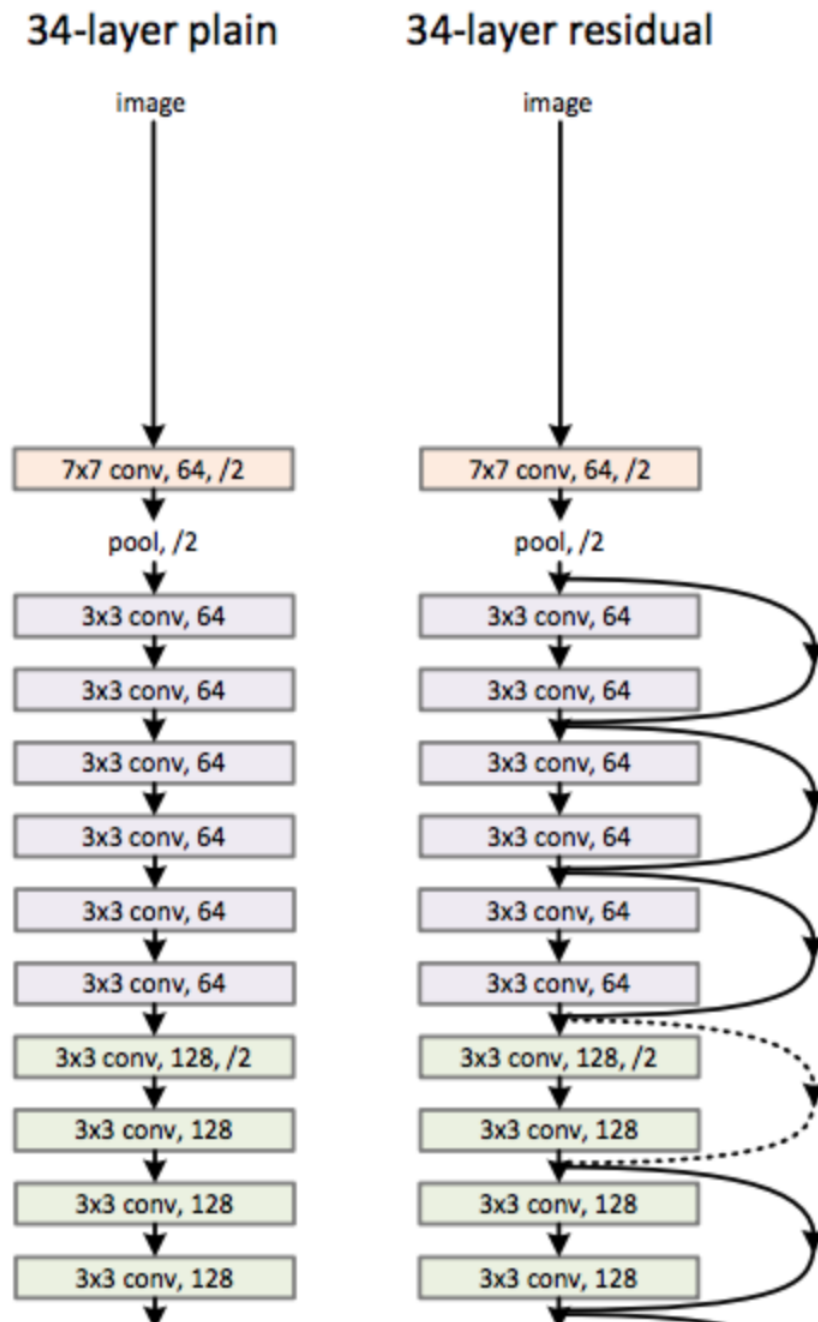 34-layer plain
34-layer residual
image
image
7x7 conv, 64, /2
7x7 conv, 64, /2
pool, /2
pool, /2
3x3 conv, 64
3x3 conv, 64
3x3 conv, 64
3x3 conv, 64
3x3 conv, 64
3x3 conv, 64
3x3 conv, 64
3x3 conv, 64
3x3 conv, 64
3x3 conv, 64
3x3 conv, 64
3x3 conv, 64
3x3 conv, 128, /2
3x3 conv, 128, /2
3x3 conv, 128
3x3 conv, 128
3x3 conv, 128
3x3 conv, 128
3x3 conv, 128
3x3 conv, 128